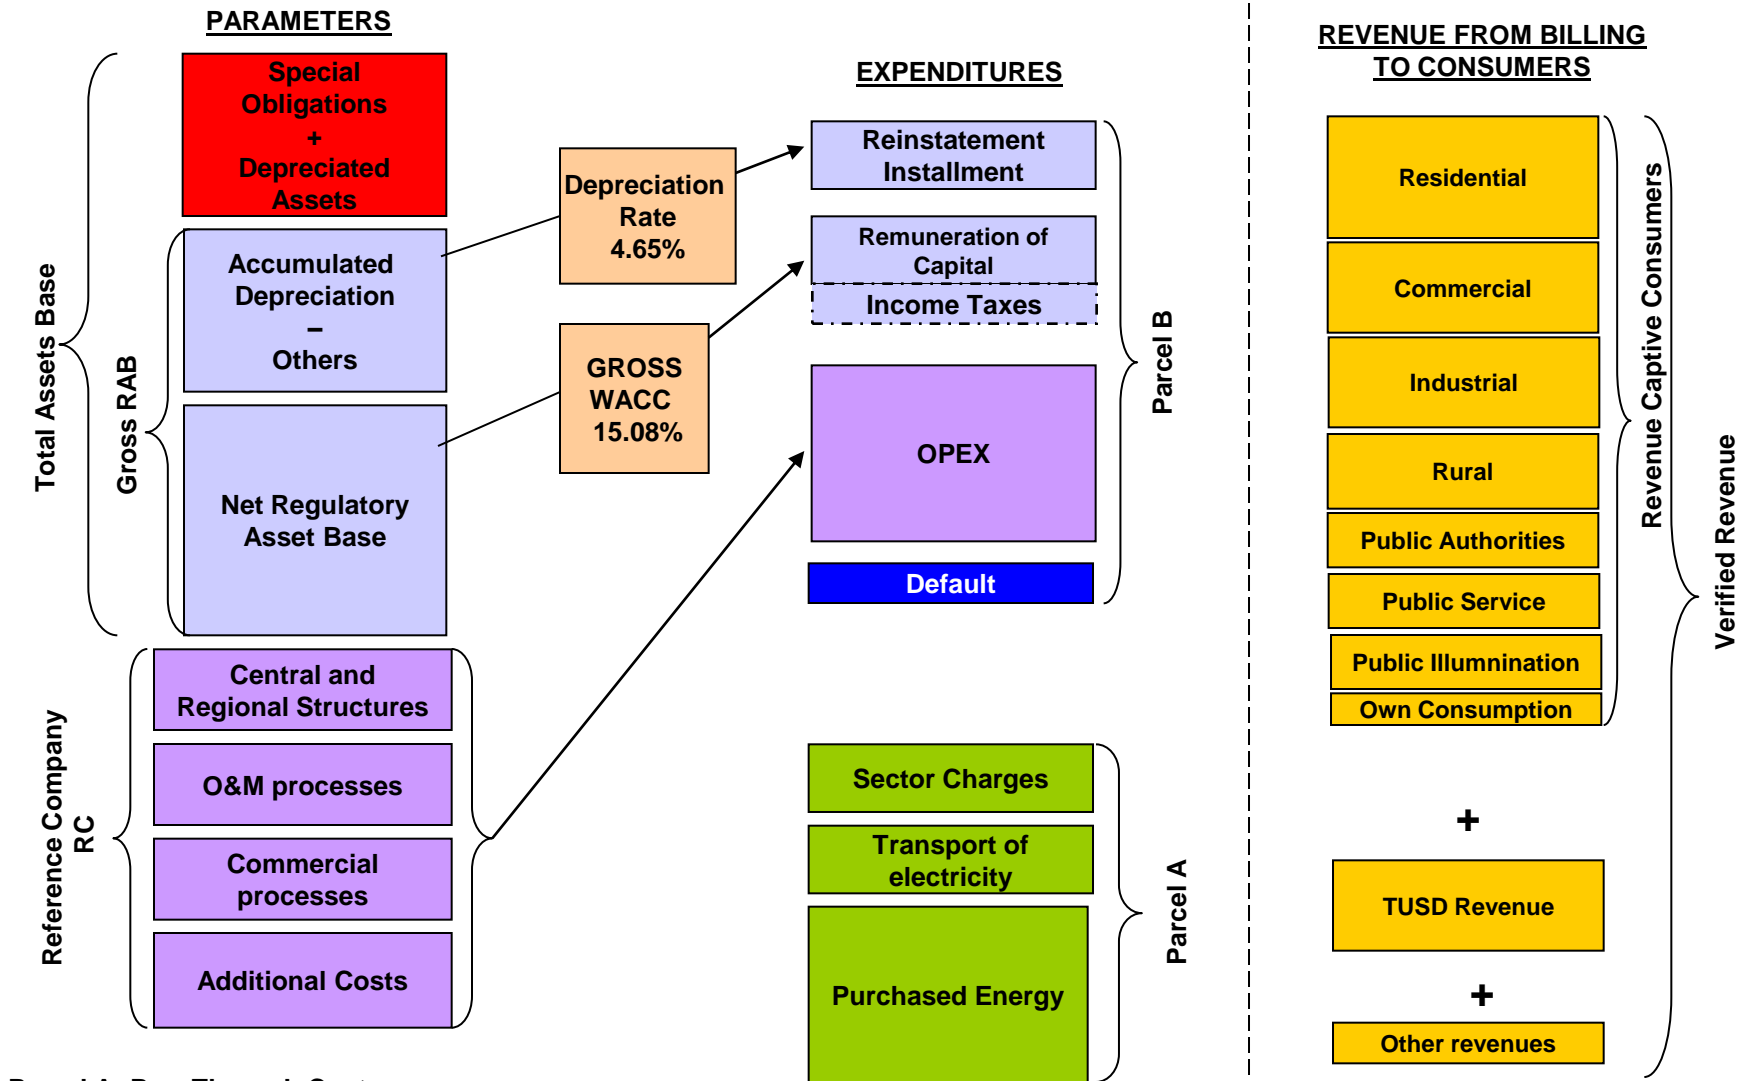 PARAMETERS
Special
Obligations
+
Depreciated
Assets
Accumulated
Depreciation
–
Others
Net Regulatory
Asset Base
Total Assets Base
Gross RAB
Central and
Regional Structures
O&M processes
Commercial
processes
Additional Costs
Reference Company
RC
Depreciation
Rate
4.65%
GROSS
WACC
15.08%
EXPENDITURES
Reinstatement
Installment
Remuneration of
Capital
Income Taxes
OPEX
Default
Parcel B
Sector Charges
Transport of
electricity
Purchased Energy
Parcel A
REVENUE FROM BILLING
TO CONSUMERS
Residential
Commercial
Industrial
Rural
Public Authorities
Public Service
Public Illumnination
Own Consumption
Revenue Captive Consumers
+
TUSD Revenue
+
Other revenues
Verified Revenue